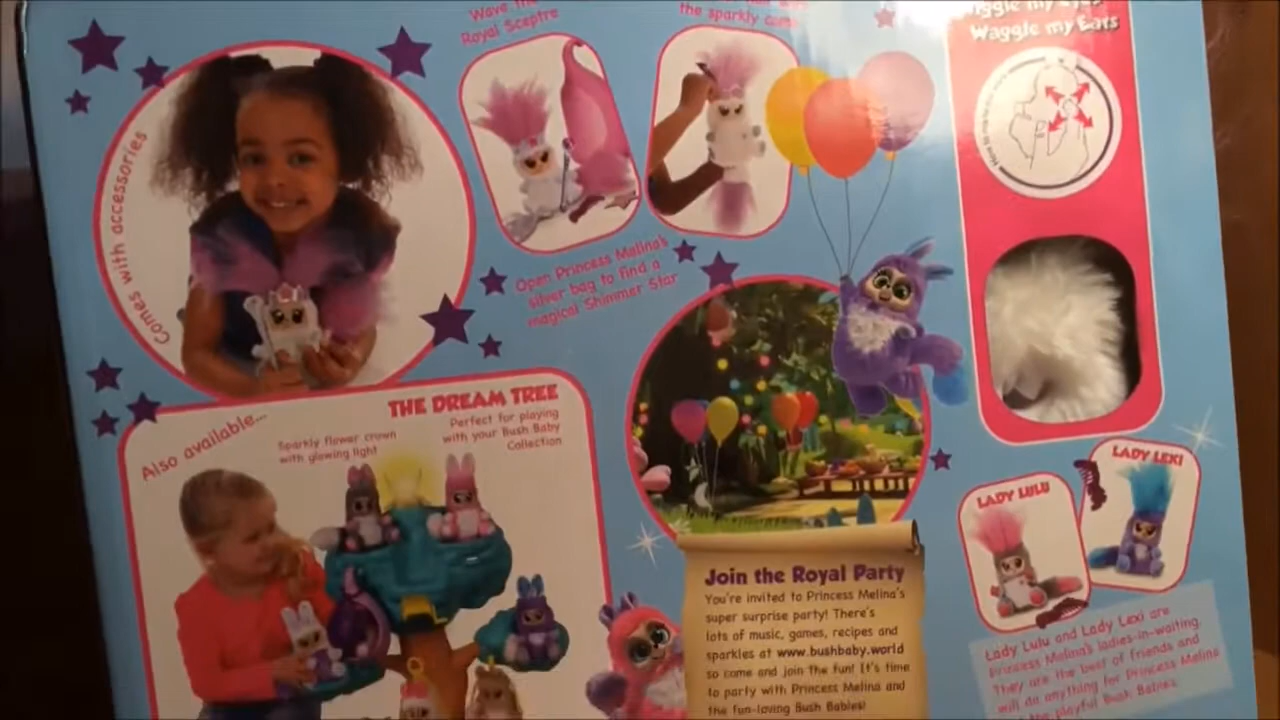 Wave the
Royal Sceptre
the sparkly
Waggle my Ears
Comes with accessories
Open Princess Melina's
silver bag to find a
magical Shimmer Star
Also available...
THE DREAM TREE
Sparkly flower crown
with glowing light
Perfect for playing
with your Bush Baby
Collection
LADY LULU
LADY LEXI
Join the Royal Party
You're invited to Princess Melina's
super surprise party! There's
lots of music, games, recipes and
sparkles at www.bushbaby.world
so come and join the fun! It's time
to party with Princess Melina and
the fun-loving Bush Babies!
Lady Lulu and Lady Lexi are
Princess Melina's ladies-in-waiting.
They are the best of friends and
will do anything for Princess Melina
the playful Bush Babies.